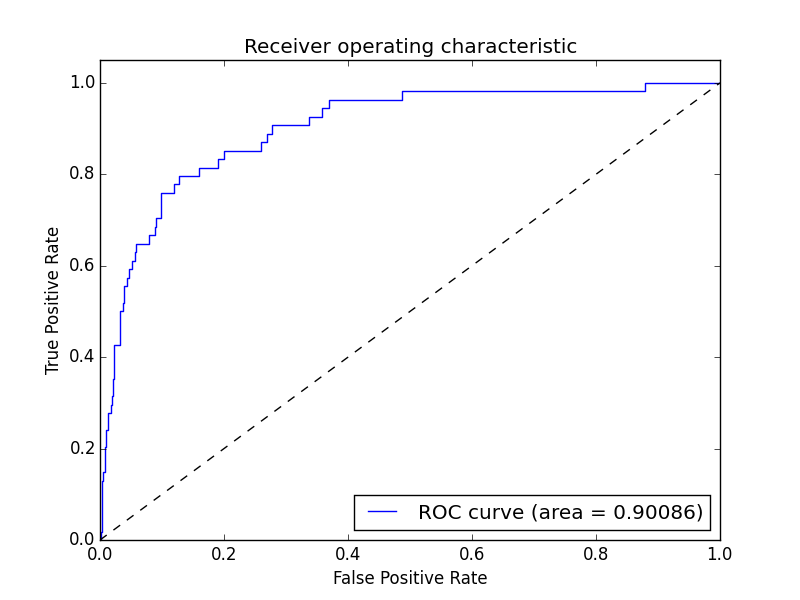 Receiver operating characteristic
1.0
0.8
0.6
0.4
0.2
0.0
True Positive Rate
ROC curve (area = 0.90086)
0.0 0.2 0.4 0.6 0.8 1.0
False Positive Rate